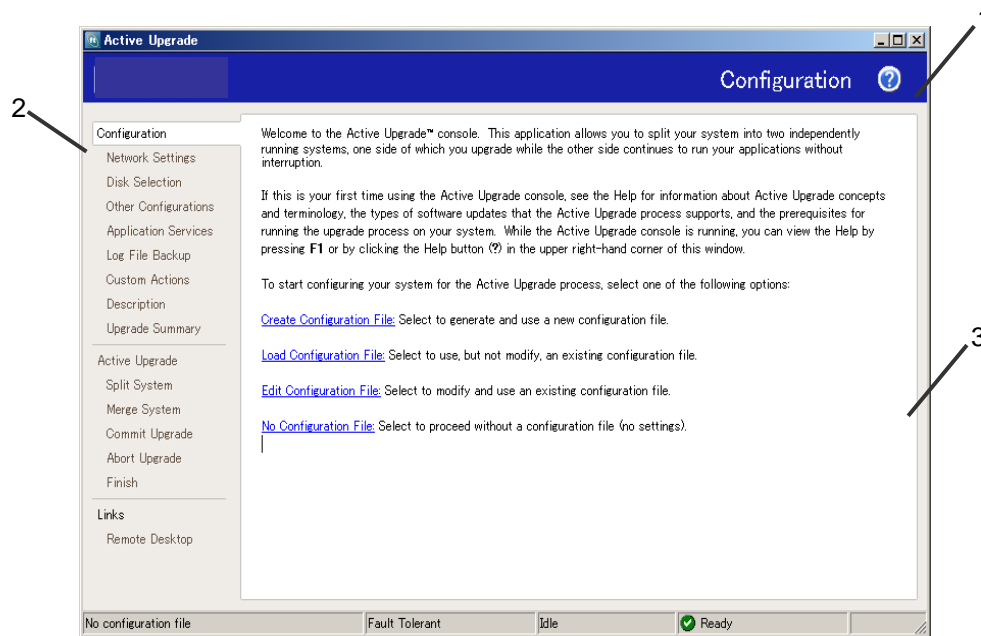 1
Active Upgrade
Configuration ?
2
Configuration
Network Settings
Disk Selection
Other Configurations
Application Services
Log File Backup
Custom Actions
Description
Upgrade Summary
Active Upgrade
Split System
Merge System
Commit Upgrade
Abort Upgrade
Finish
Links
Remote Desktop
Welcome to the Active Upgrade™ console. This application allows you to split your system into two independently
running systems, one side of which you upgrade while the other side continues to run your applications without
interruption.
If this is your first time using the Active Upgrade console, see the Help for information about Active Upgrade concepts
and terminology, the types of software updates that the Active Upgrade process supports, and the prerequisites for
running the upgrade process on your system. While the Active Upgrade console is running, you can view the Help by
pressing F1 or by clicking the Help button (?) in the upper right-hand corner of this window.
To start configuring your system for the Active Upgrade process, select one of the following options:
Create Configuration File: Select to generate and use a new configuration file.
Load Configuration File: Select to use, but not modify, an existing configuration file.
Edit Configuration File: Select to modify and use an existing configuration file.
No Configuration File: Select to proceed without a configuration file (no settings).
3
No configuration file
Fault Tolerant
Idle
Ready